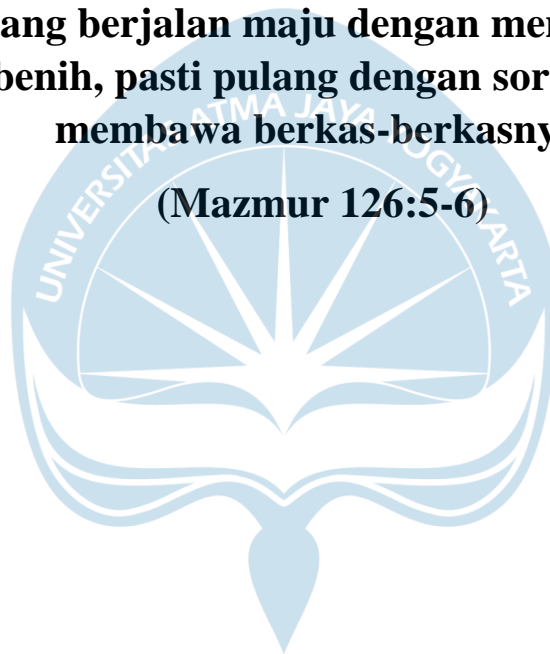 ang berjalan maju dengan mer
benih, pasti pulang dengan sor
membawa berkas-berkasny
(Mazmur 126:5-6)
UNIVERSITAS ATMA JAYA YOGYAKARTA